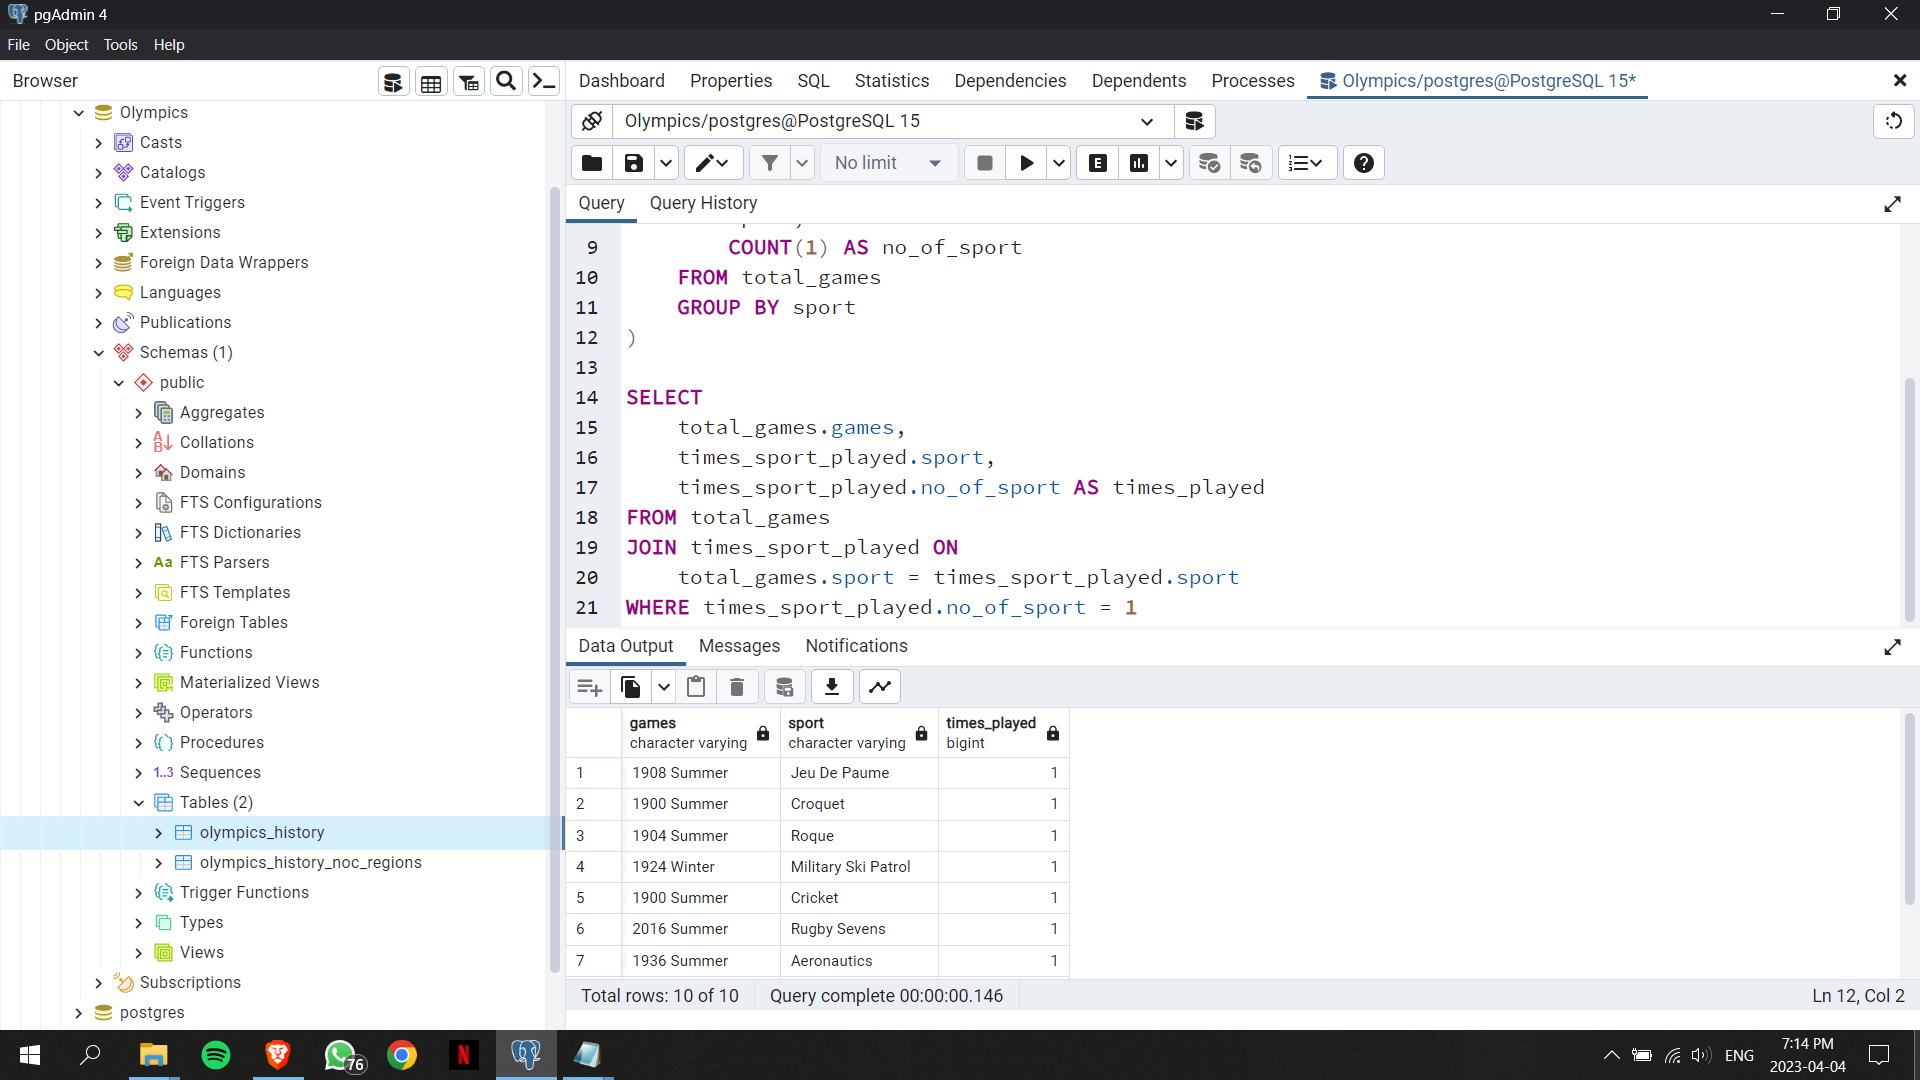 pgAdmin 4
File Object Tools Help
Browser
Dashboard Properties SQL Statistics Dependencies Dependents Processes Olympics/postgres@PostgreSQL 15*
Olympics/postgres@PostgreSQL 15
No limit
E
Query Query History
Olympics
Casts
Catalogs
Event Triggers
Extensions
Foreign Data Wrappers
Languages
Publications
Schemas (1)
public
Aggregates
Collations
Domains
FTS Configurations
FTS Dictionaries
Aa FTS Parsers
FTS Templates
Foreign Tables
Functions
Materialized Views
Operators
Procedures
1..3 Sequences
Tables (2)
olympics_history
olympics_history_noc_regions
Trigger Functions
Types
Views
Subscriptions
postgres
9 COUNT(1) AS no_of_sport
10 FROM total_games
11 GROUP BY sport
12 )
13
14 SELECT
15 total_games.games,
16 times_sport_played.sport,
17 times_sport_played.no_of_sport AS times_played
18 FROM total_games
19 JOIN times_sport_played ON
20 total_games.sport = times_sport_played.sport
21 WHERE times_sport_played.no_of_sport = 1
Data Output Messages Notifications
games sport times_played
character varying character varying bigint
1 1908 Summer Jeu De Paume 1
2 1900 Summer Croquet 1
3 1904 Summer Roque 1
4 1924 Winter Military Ski Patrol 1
5 1900 Summer Cricket 1
6 2016 Summer Rugby Sevens 1
7 1936 Summer Aeronautics 1
Total rows: 10 of 10 Query complete 00:00:00.146 Ln 12, Col 2
76 N ENG 7:14 PM
2023-04-04